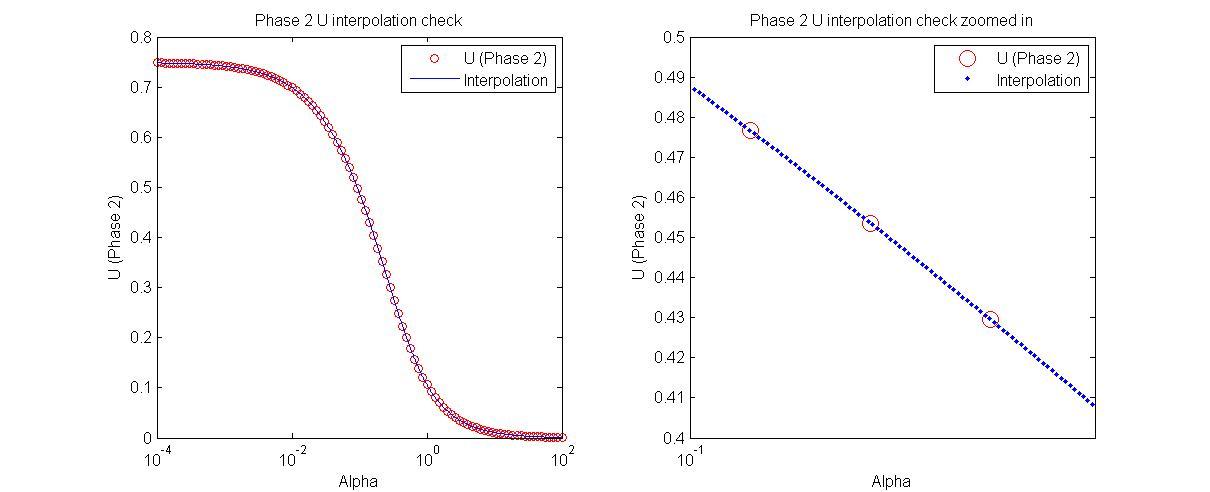 Phase 2 U interpolation check
U (Phase 2)
Interpolation
0.8
0.7
0.6
0.5
0.4
0.3
0.2
0.1
0
U (Phase 2)
10^-4
10^-2
10^0
10^2
Alpha
Phase 2 U interpolation check zoomed in
U (Phase 2)
Interpolation
0.5
0.49
0.48
0.47
0.46
0.45
0.44
0.43
0.42
0.41
0.4
U (Phase 2)
10^-1
Alpha